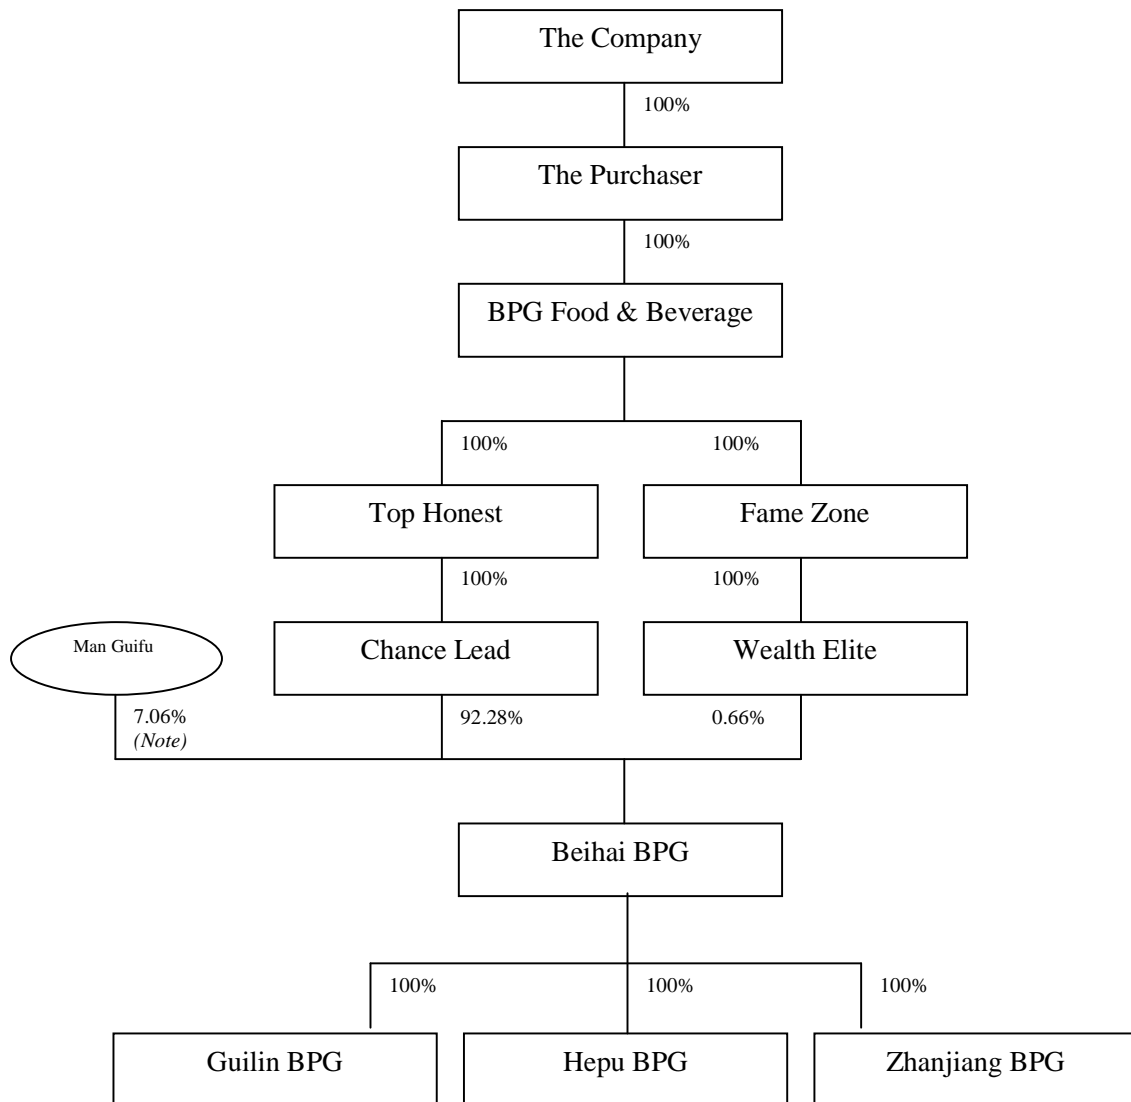 The Company
100%
The Purchaser
100%
BPG Food & Beverage
100%
100%
Top Honest
Fame Zone
100%
100%
Man Guifu
Chance Lead
Wealth Elite
7.06%
(Note)
92.28%
0.66%
Beihai BPG
100%
100%
100%
Guilin BPG
Hepu BPG
Zhanjiang BPG